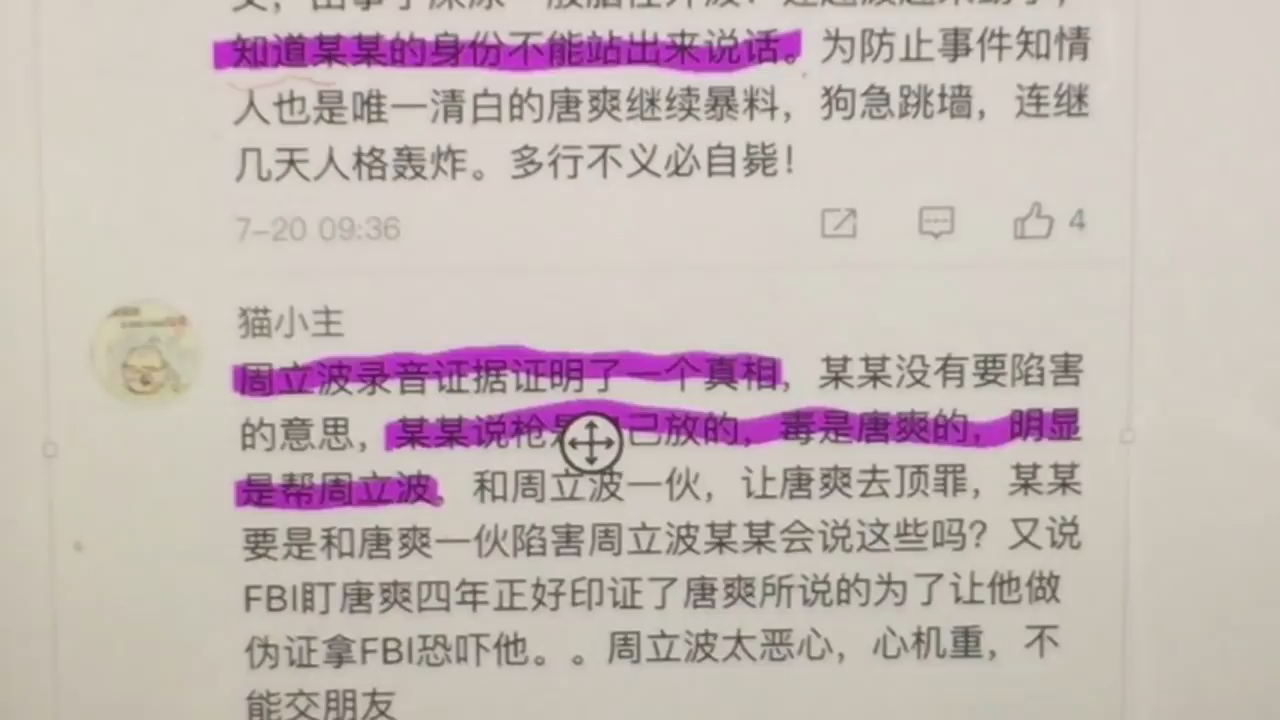 知道某某的身份不能站出来说话。为防止事件知情
人也是唯一清白的唐爽继续暴料，狗急跳墙，连继
几天人格轰炸。多行不义必自毙！
7-20 09:36
4
猫小主
周立波录音证据证明了一个真相，某某没有要陷害
的意思，某某说枪是 己放的，毒是唐爽的，明显
是帮周立波。和周立波一伙，让唐爽去顶罪，某某
要是和唐爽一伙陷害周立波某某会说这些吗？又说
FBI盯唐爽四年正好印证了唐爽所说的为了让他做
伪证拿FBI恐吓他。。周立波太恶心，心机重，不
能交朋友